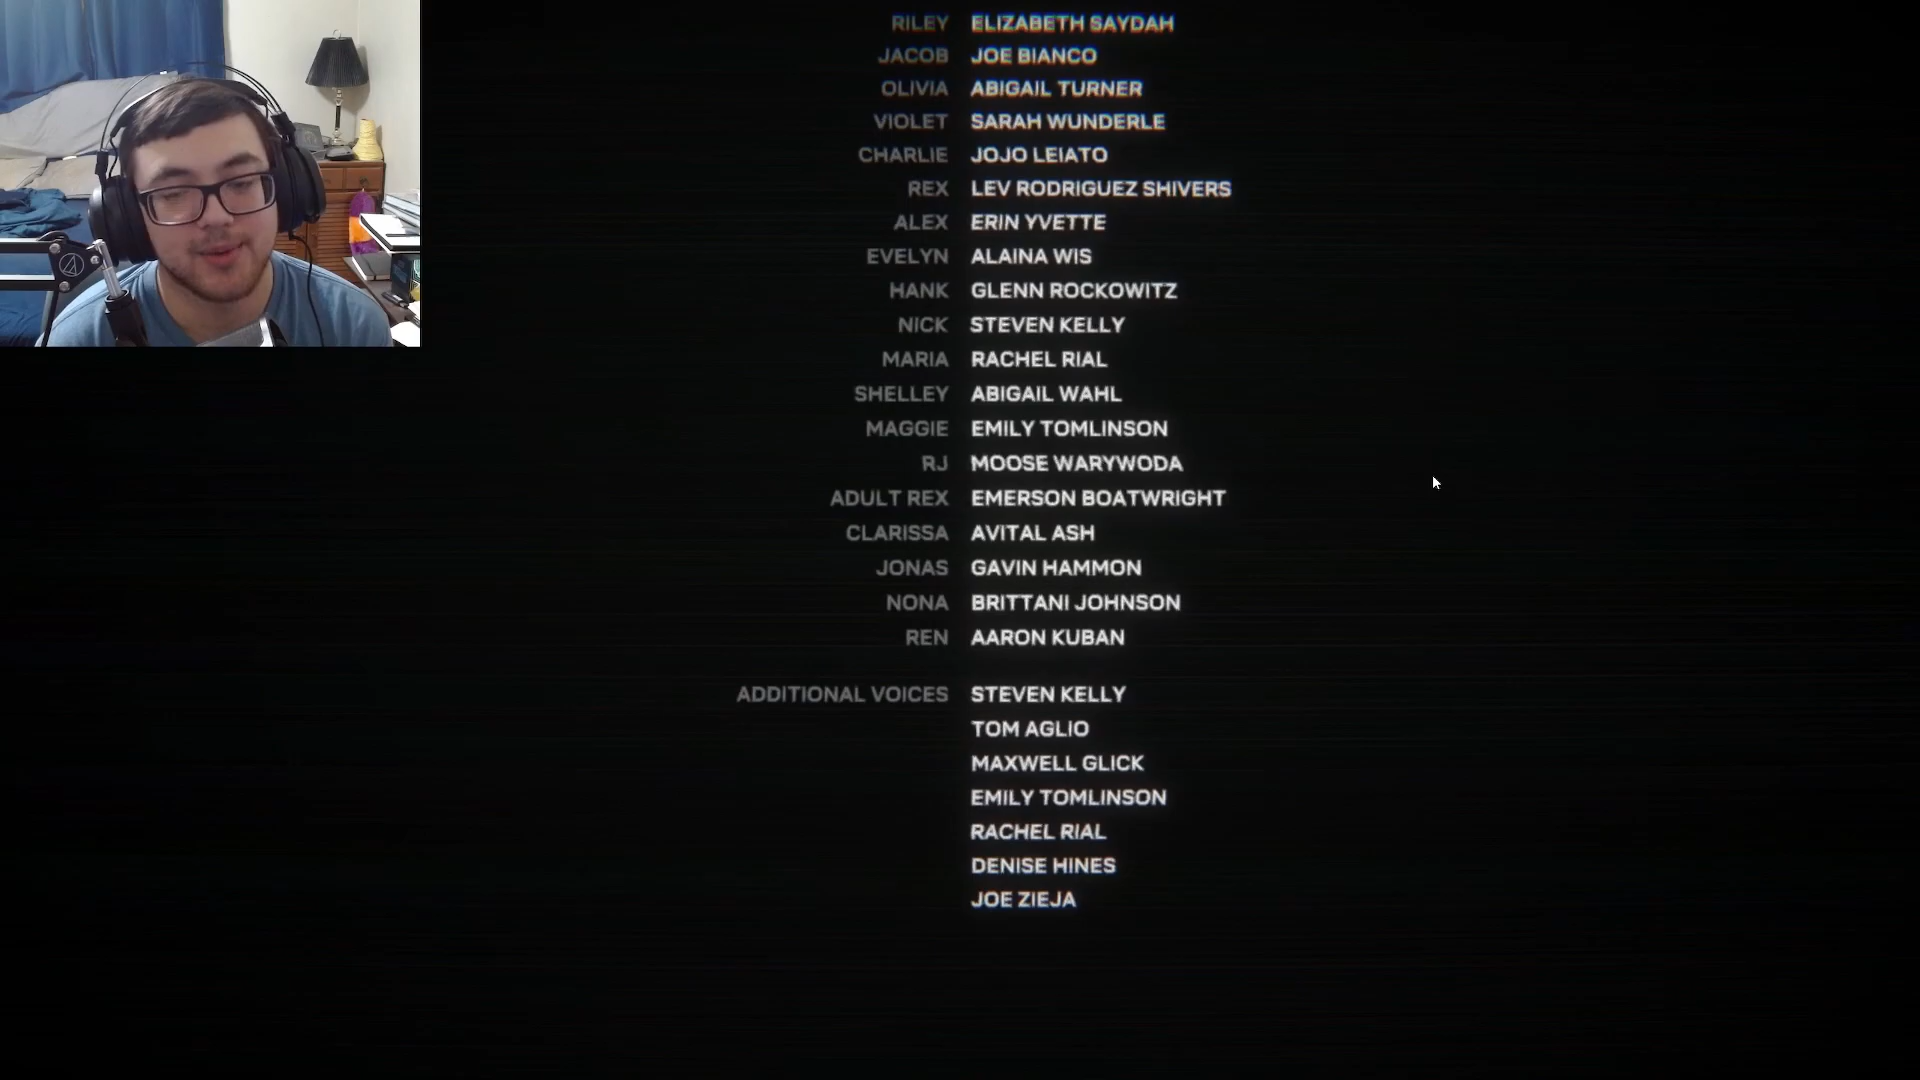 RILEY ELIZABETH SAYDAH
JACOB JOE BIANCO
OLIVIA ABIGAIL TURNER
VIOLET SARAH WUNDERLE
CHARLIE JOJO LEIATO
REX LEV RODRIGUEZ SHIVERS
ALEX ERIN YVETTE
EVELYN ALAINA WIS
HANK GLENN ROCKOWITZ
NICK STEVEN KELLY
MARIA RACHEL RIAL
SHELLEY ABIGAIL WAHL
MAGGIE EMILY TOMLINSON
RJ MOOSE WARYWODA
ADULT REX EMERSON BOATWRIGHT
CLARISSA AVITAL ASH
JONAS GAVIN HAMMON
NONA BRITTANI JOHNSON
REN AARON KUBAN
ADDITIONAL VOICES STEVEN KELLY
TOM AGLIO
MAXWELL GLICK
EMILY TOMLINSON
RACHEL RIAL
DENISE HINES
JOE ZIEJA